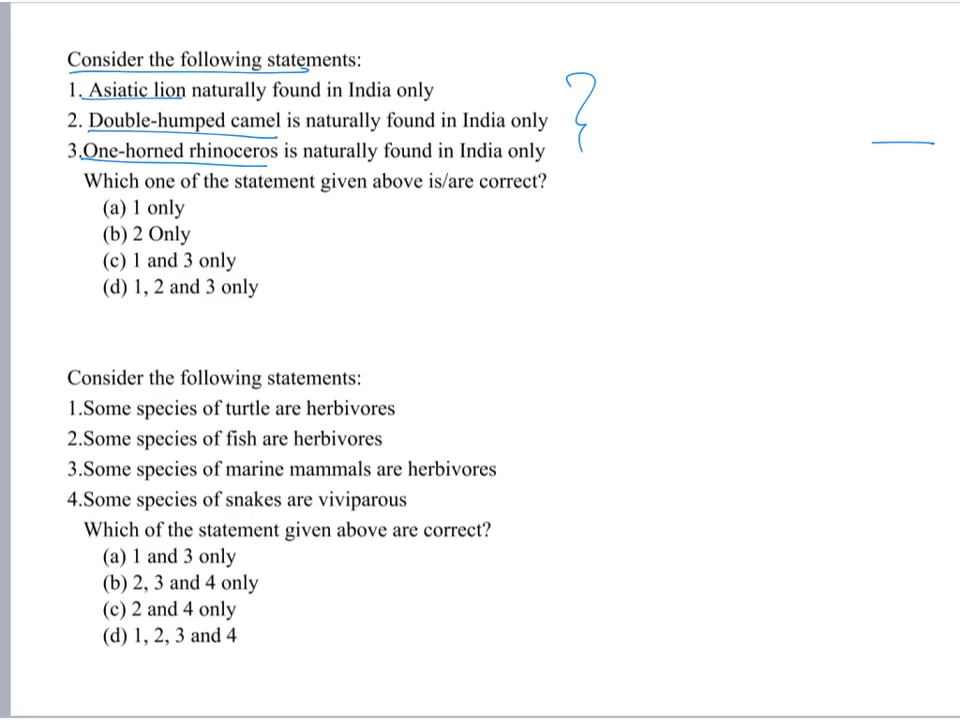 Consider the following statements:
1. Asiatic lion naturally found in India only
2. Double-humped camel is naturally found in India only
3.One-horned rhinoceros is naturally found in India only
Which one of the statement given above is/are correct?
(a) 1 only
(b) 2 Only
(c) 1 and 3 only
(d) 1, 2 and 3 only
Consider the following statements:
1.Some species of turtle are herbivores
2.Some species of fish are herbivores
3.Some species of marine mammals are herbivores
4.Some species of snakes are viviparous
Which of the statement given above are correct?
(a) 1 and 3 only
(b) 2, 3 and 4 only
(c) 2 and 4 only
(d) 1, 2, 3 and 4